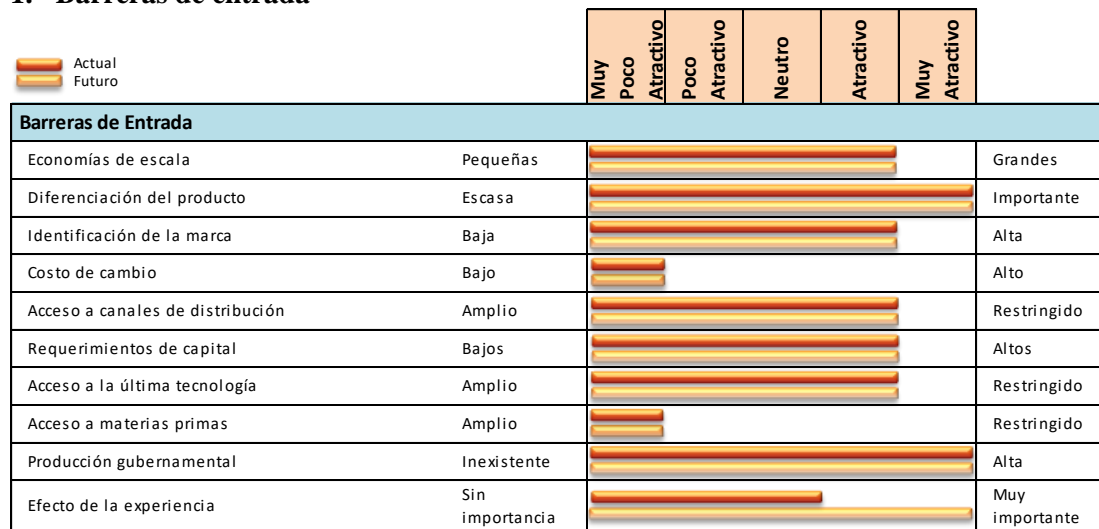 1. Barreras de entrada
Actual
Futuro
Muy Poco Atractivo
Poco Atractivo
Neutro
Atractivo
Muy Atractivo
Barreras de Entrada
Economías de escala Pequeñas Grandes
Diferenciación del producto Escasa Importante
Identificación de la marca Baja Alta
Costo de cambio Bajo Alto
Acceso a canales de distribución Amplio Restringido
Requerimientos de capital Bajos Altos
Acceso a la última tecnología Amplio Restringido
Acceso a materias primas Amplio Restringido
Producción gubernamental Inexistente Alta
Efecto de la experiencia Sin importancia Muy importante